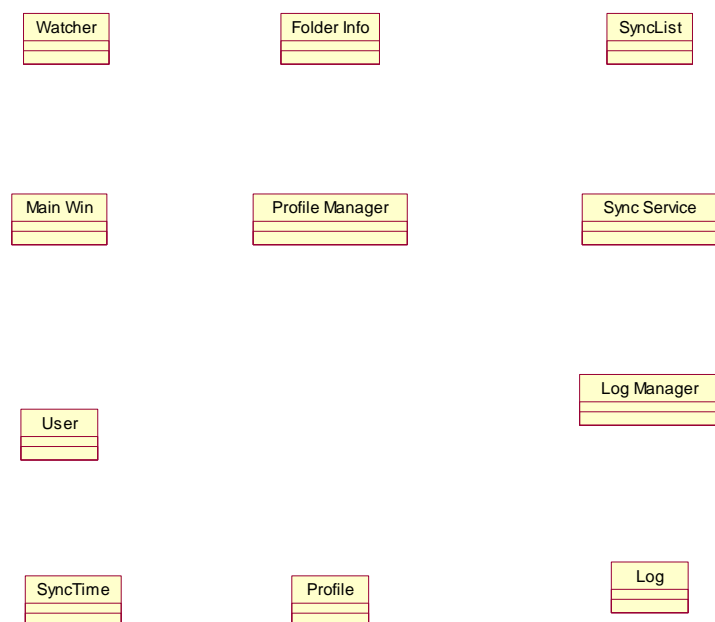 Watcher
Folder Info
SyncList
Main Win
Profile Manager
Sync Service
Log Manager
User
Log
SyncTime
Profile